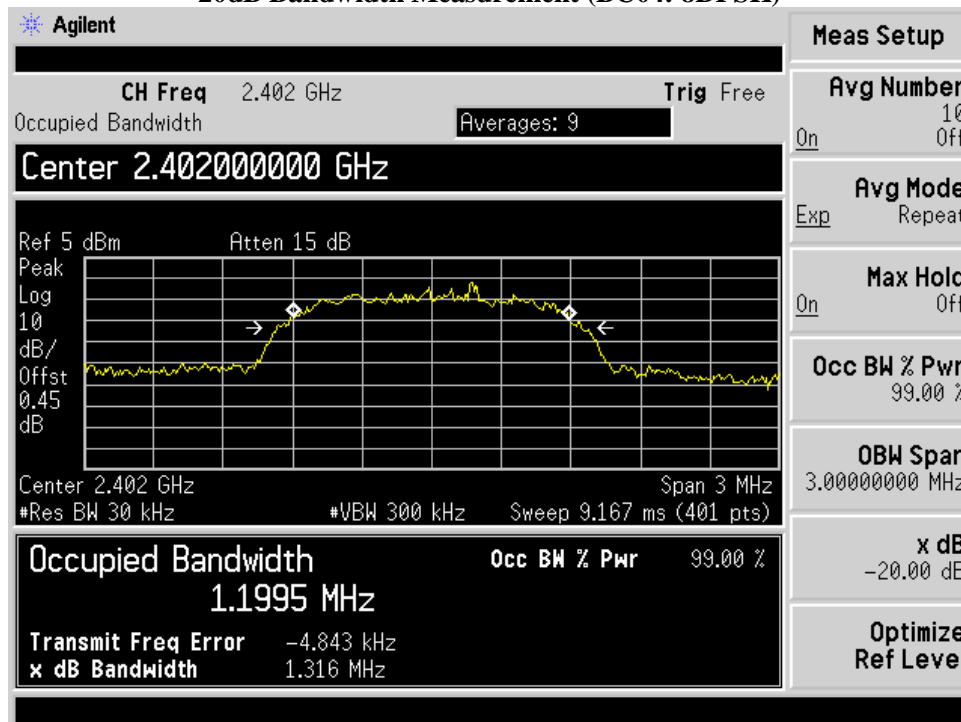 Agilent
Meas Setup
CH Freq 2.402 GHz Trig Free
Occupied Bandwidth Averages: 9
Center 2.402000000 GHz
Ref 5 dBm Atten 15 dB
Peak
Log
10
dB/
Offst
0.45
dB
Center 2.402 GHz Span 3 MHz
#Res BW 30 kHz #VBW 300 kHz Sweep 9.167 ms (401 pts)
Occupied Bandwidth Occ BW % Pwr 99.00 %
1.1995 MHz
Transmit Freq Error -4.843 kHz
x dB Bandwidth 1.316 MHz
Avg Number
10
On Off
Avg Mode
Exp Repeat
Max Hold
On Off
Occ BW % Pwr
99.00 %
OBW Span
3.00000000 MHz
x dB
-20.00 dB
Optimize
Ref Level